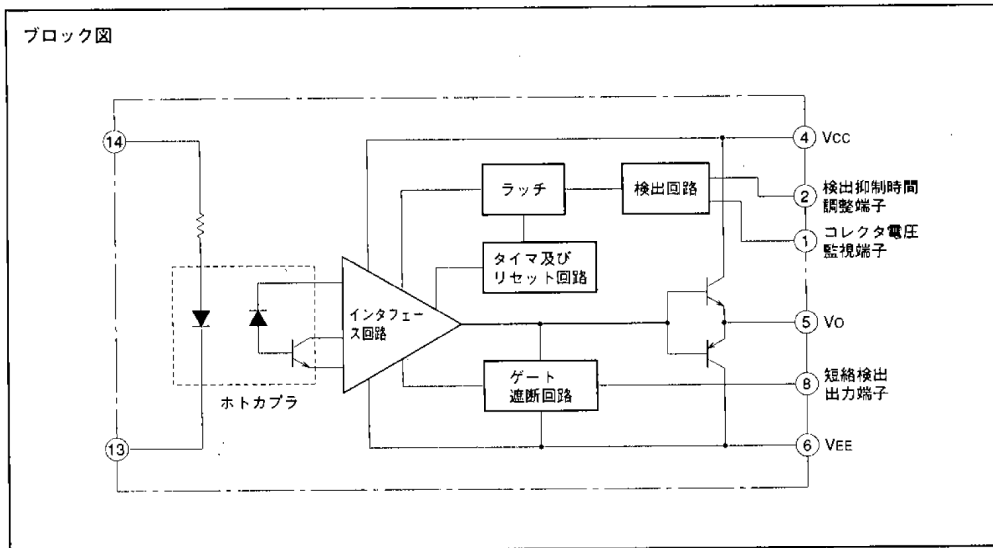 ブロック図
14
4 VCC
ラッチ
検出回路
2 検出抑制時間
調整端子
1 コレクタ電圧
監視端子
タイマ及び
リセット回路
インタフェー
ス回路
5 VO
ゲート
遮断回路
8 短絡検出
出力端子
ホトカプラ
13
6 VEE